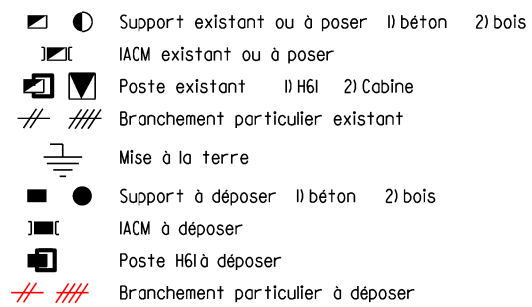 Support existant ou à poser 1) béton 2) bois
IACM existant ou à poser
Poste existant 1) H61 2) Cabine
Branchement particulier existant
Mise à la terre
Support à déposer 1) béton 2) bois
IACM à déposer
Poste H61 à déposer
Branchement particulier à déposer